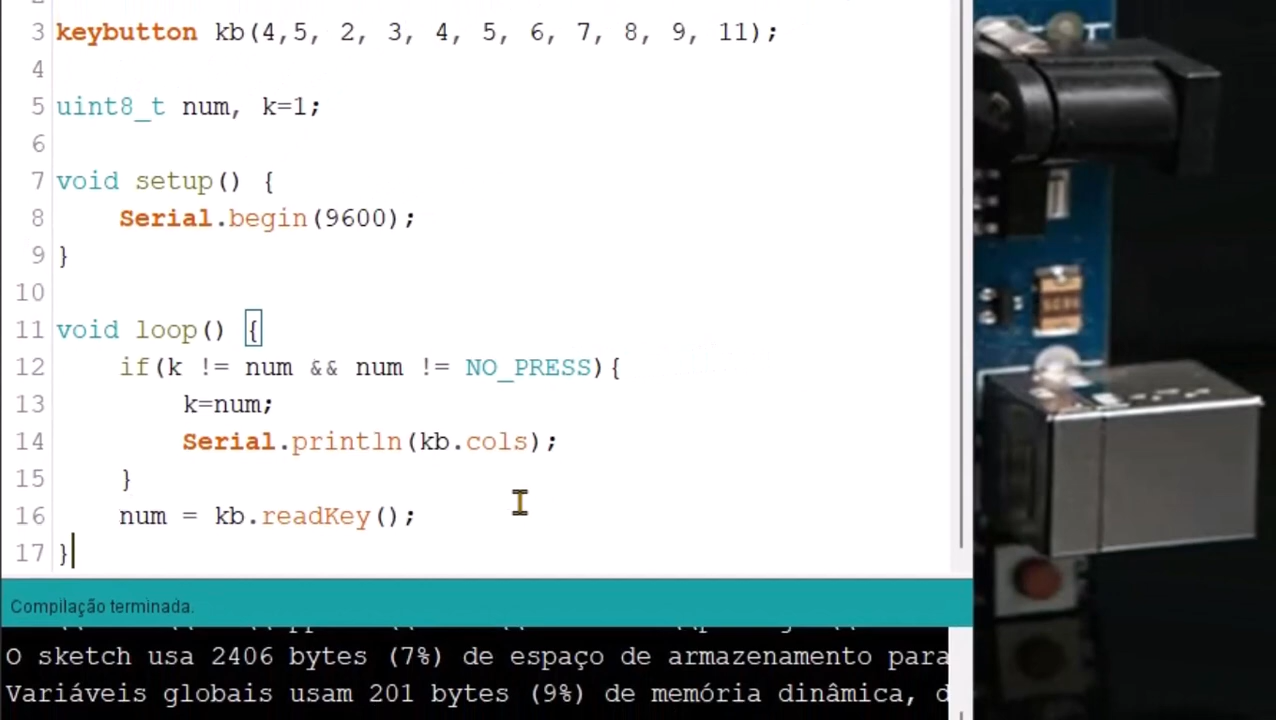 3 keybutton kb(4,5, 2, 3, 4, 5, 6, 7, 8, 9, 11);
4
5 uint8_t num, k=1;
6
7 void setup() {
8 Serial.begin(9600);
9 }
10
11 void loop() {
12 if(k != num && num != NO_PRESS){
13 k=num;
14 Serial.println(kb.cols);
15 }
16 num = kb.readKey();
17 }
Compilação terminada.
O sketch usa 2406 bytes (7%) de espaço de armazenamento para
Variáveis globais usam 201 bytes (9%) de memória dinâmica, d